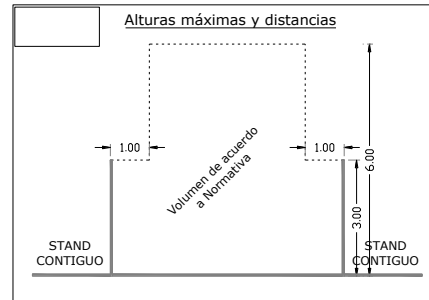 Alturas máximas y distancias
1.00
1.00
6.00
Volumen de acuerdo
a Normativa
3.00
STAND
CONTIGUO
STAND
CONTIGUO